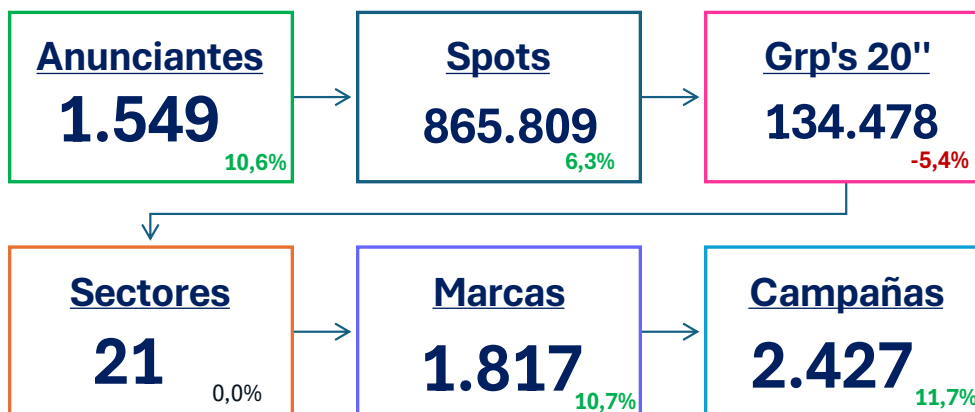 Anunciantes
1.549
10,6%
Spots
865.809
6,3%
Grp's 20"
134.478
-5,4%
Sectores
21
0,0%
Marcas
1.817
10,7%
Campañas
2.427
11,7%